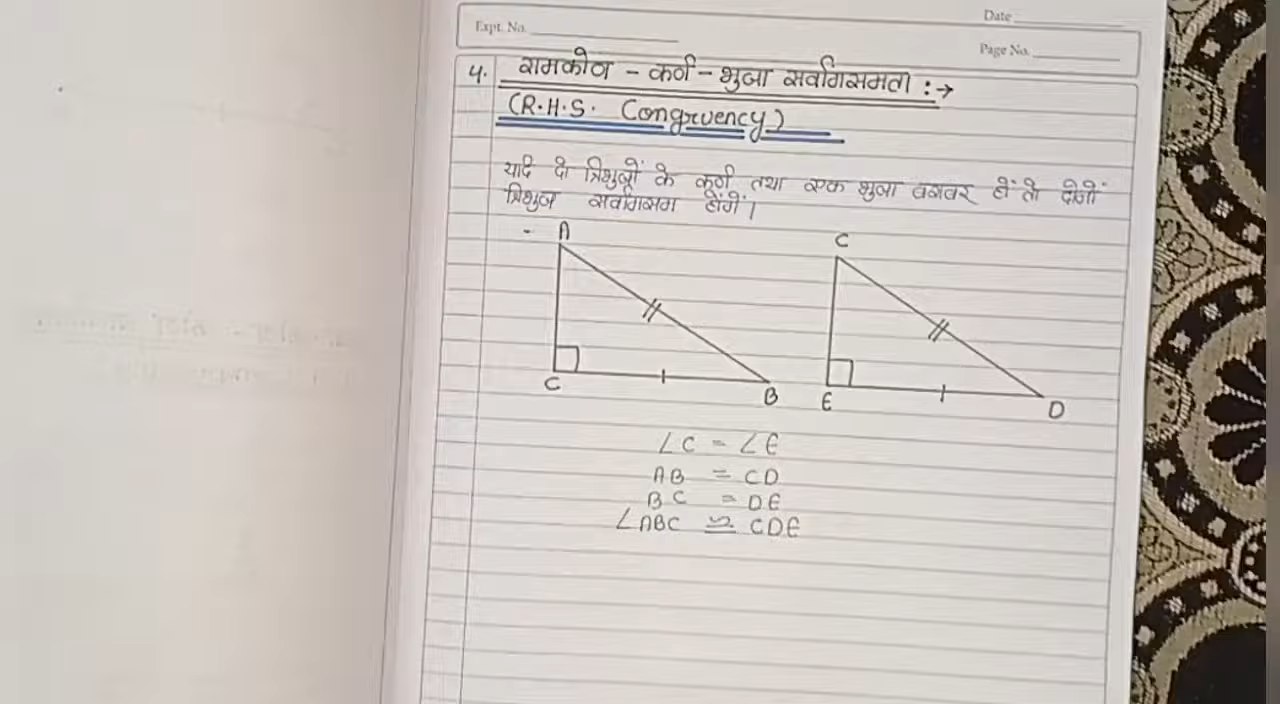 Expt. No.
Date
Page No.
4. समकोण - कर्ण - भुजा सर्वांगसमता :→
(R.H.S. Congruency)
यदि दो त्रिभुजों के कर्ण तथा एक भुजा बराबर हों तो दोनों
त्रिभुज सर्वांगसम होंगें।
A
C
B
C
E
D
∠C = ∠E
AB = CD
BC = DE
∠ABC ≅ CDE